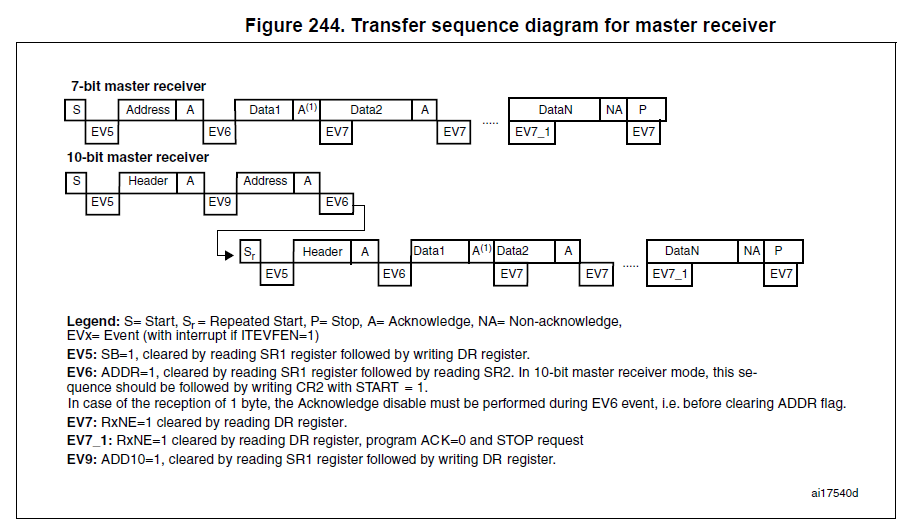 Figure 244. Transfer sequence diagram for master receiver
7-bit master receiver
S Address A Data1 A(1) Data2 A ..... DataN NA P
EV5 EV6 EV7 EV7 EV7_1 EV7
10-bit master receiver
S Header A Address A
EV5 EV9 EV6
Sr Header A Data1 A(1) Data2 A ..... DataN NA P
EV5 EV6 EV7 EV7 EV7_1 EV7
Legend: S= Start, Sr = Repeated Start, P= Stop, A= Acknowledge, NA= Non-acknowledge,
EVx= Event (with interrupt if ITEVFEN=1)
EV5: SB=1, cleared by reading SR1 register followed by writing DR register.
EV6: ADDR=1, cleared by reading SR1 register followed by reading SR2. In 10-bit master receiver mode, this se-
quence should be followed by writing CR2 with START = 1.
In case of the reception of 1 byte, the Acknowledge disable must be performed during EV6 event, i.e. before clearing ADDR flag.
EV7: RxNE=1 cleared by reading DR register.
EV7_1: RxNE=1 cleared by reading DR register, program ACK=0 and STOP request
EV9: ADD10=1, cleared by reading SR1 register followed by writing DR register.
ai17540d